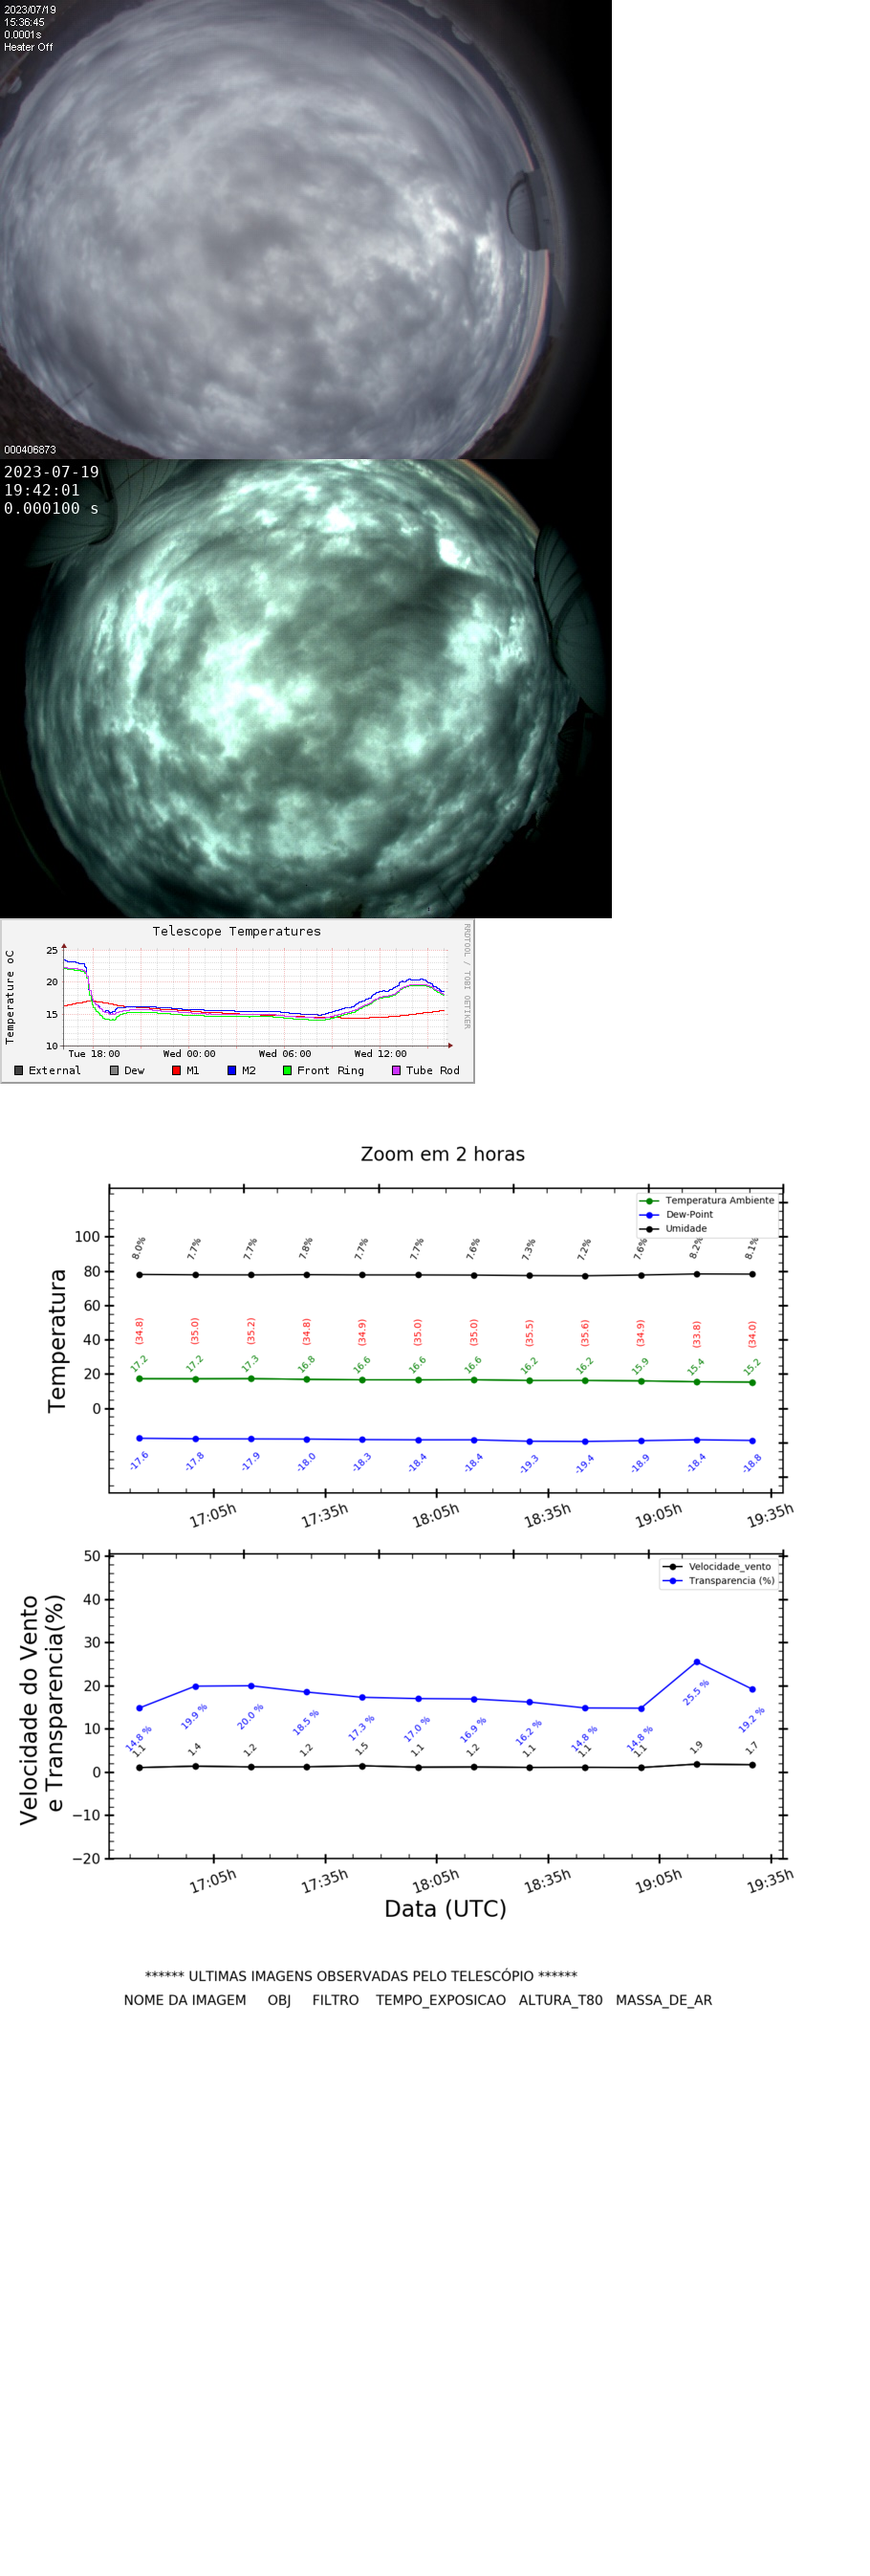 2023/07/19
15:36:45
0.0001s
Heater Off
000406873
2023-07-19
19:42:01
0.000100 s
Telescope Temperatures
RRDTOOL / TOBI OETIKER
Temperature oC
25
20
15
10
Tue 18:00 Wed 00:00 Wed 06:00 Wed 12:00
External Dew M1 M2 Front Ring Tube Rod
Zoom em 2 horas
Temperatura Ambiente
Dew-Point
Umidade
Temperatura
100
80
60
40
20
0
8.0% 7.7% 7.7% 7.8% 7.7% 7.7% 7.6% 7.3% 7.2% 7.6% 8.2% 8.1%
(34.8) (35.0) (35.2) (34.8) (34.9) (35.0) (35.0) (35.5) (35.6) (34.9) (33.8) (34.0)
17.2 17.2 17.3 16.8 16.6 16.6 16.6 16.2 16.2 15.9 15.4 15.2
-17.6 -17.8 -17.9 -18.0 -18.3 -18.4 -18.4 -19.3 -19.4 -18.9 -18.4 -18.8
17:05h 17:35h 18:05h 18:35h 19:05h 19:35h
Velocidade_vento
Transparencia (%)
Velocidade do Vento
e Transparencia(%)
50
40
30
20
10
0
−10
−20
14.8 % 19.9 % 20.0 % 18.5 % 17.3 % 17.0 % 16.9 % 16.2 % 14.8 % 14.8 % 25.5 % 19.2 %
1.1 1.4 1.2 1.2 1.5 1.1 1.2 1.1 1.1 1.1 1.9 1.7
17:05h 17:35h 18:05h 18:35h 19:05h 19:35h
Data (UTC)
****** ULTIMAS IMAGENS OBSERVADAS PELO TELESCÓPIO ******
NOME DA IMAGEM OBJ FILTRO TEMPO_EXPOSICAO ALTURA_T80 MASSA_DE_AR